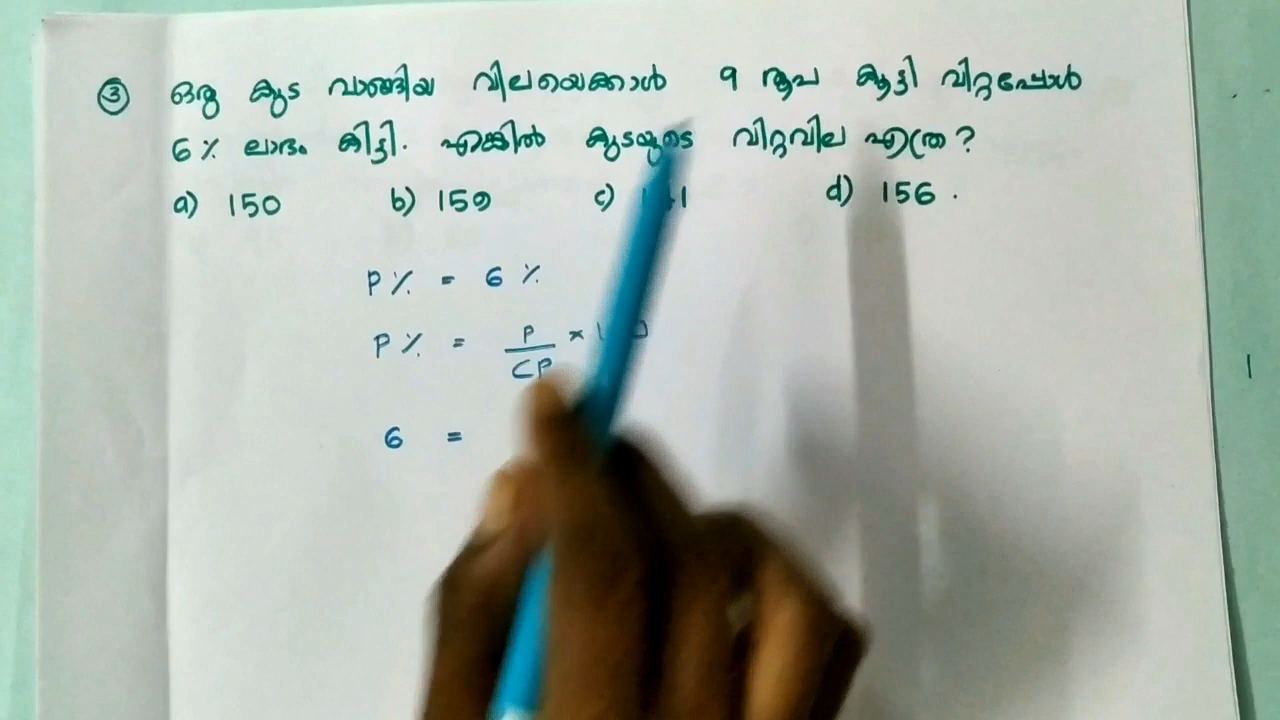 ③ ഒരു കുട വാങ്ങിയ വിലയെക്കാൾ 9 രൂപ കൂട്ടി വിറ്റപ്പോൾ
6% ലാഭം കിട്ടി. എങ്കിൽ കുടയുടെ വിറ്റവില എത്ര ?
a) 150 b) 159 c) d) 156 .
P% = 6 %
P% = P/CP ×
6 =